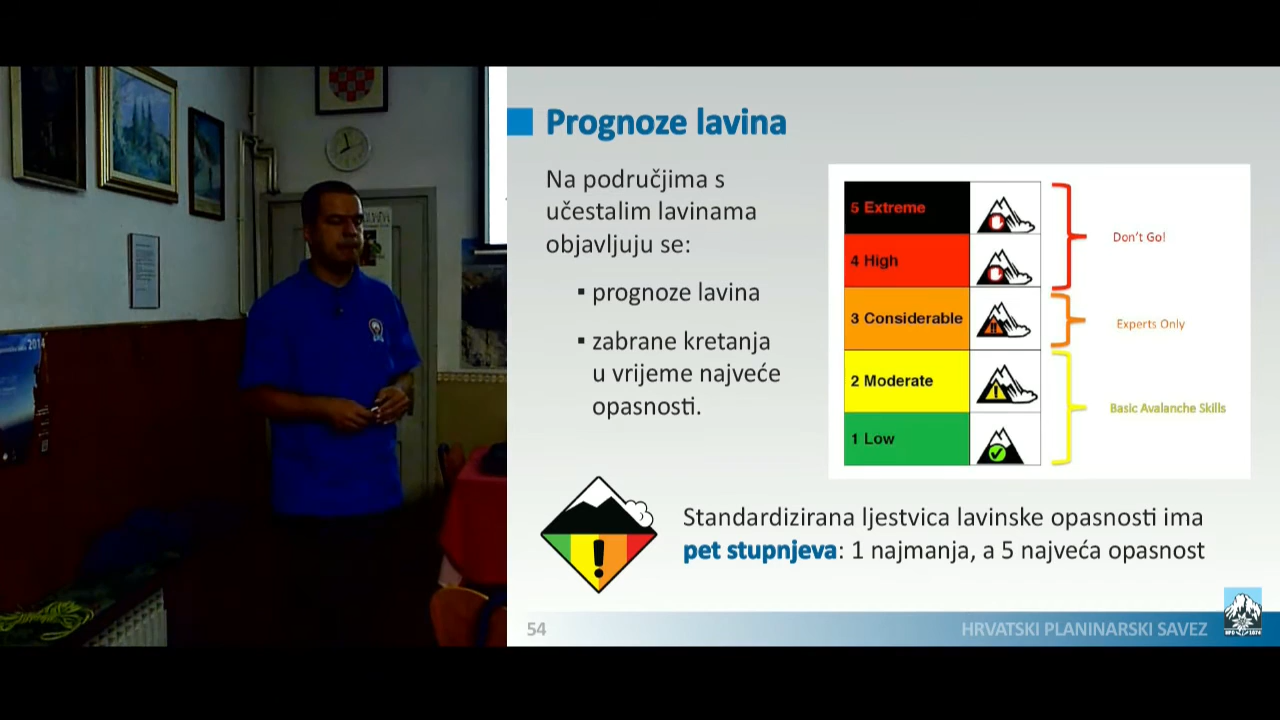 Prognoze lavina
Na područjima s
učestalim lavinama
objavljuju se:
▪ prognoze lavina
▪ zabrane kretanja
u vrijeme najveće
opasnosti.
5 Extreme
4 High
3 Considerable
2 Moderate
1 Low
Don't Go!
Experts Only
Basic Avalanche Skills
Standardizirana ljestvica lavinske opasnosti ima
pet stupnjeva: 1 najmanja, a 5 najveća opasnost
54
HRVATSKI PLANINARSKI SAVEZ
2014